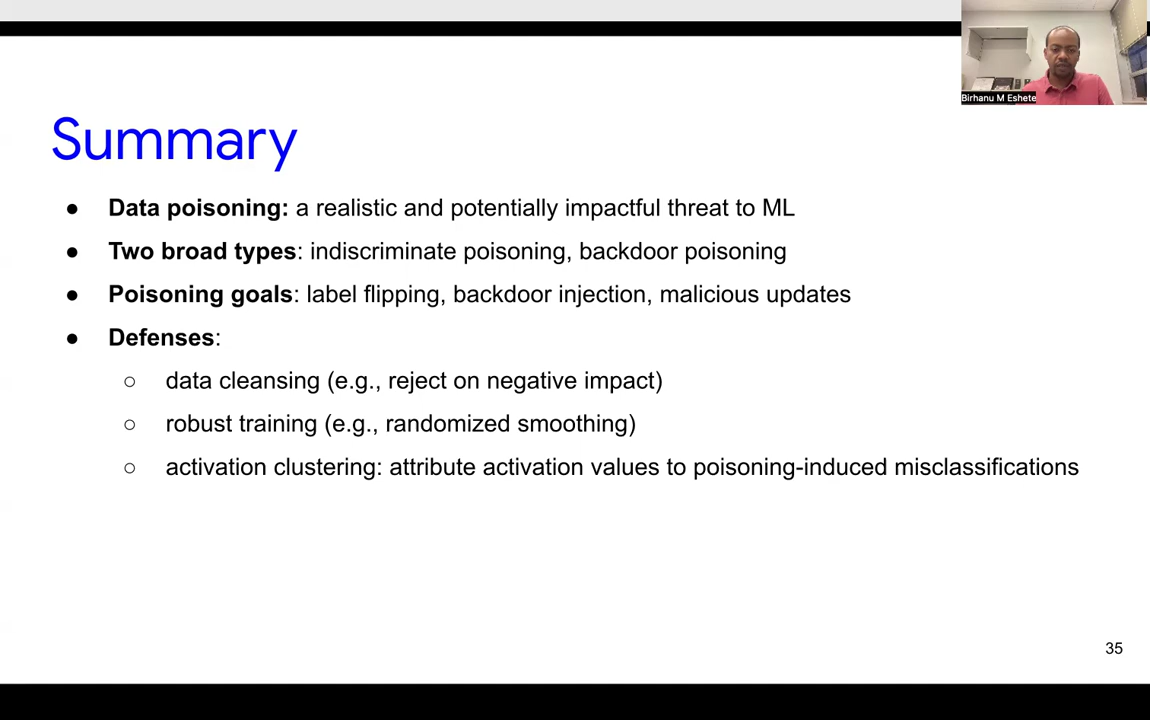 Birhanu M Eshete
Summary
● Data poisoning: a realistic and potentially impactful threat to ML
● Two broad types: indiscriminate poisoning, backdoor poisoning
● Poisoning goals: label flipping, backdoor injection, malicious updates
● Defenses:
○ data cleansing (e.g., reject on negative impact)
○ robust training (e.g., randomized smoothing)
○ activation clustering: attribute activation values to poisoning-induced misclassifications
35